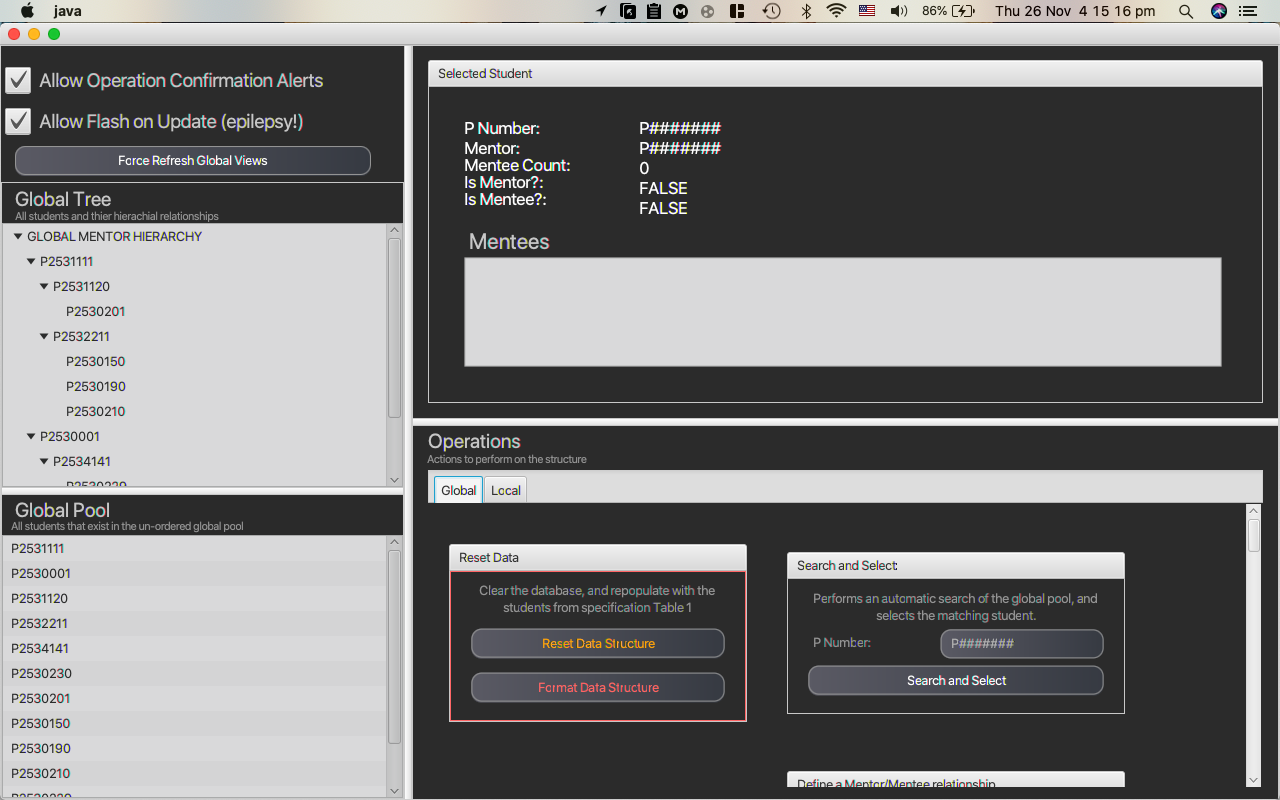 java
86%
Thu 26 Nov 4 15 16 pm
Allow Operation Confirmation Alerts
Allow Flash on Update (epilepsy!)
Force Refresh Global Views
Global Tree
All students and thier hierachial relationships
GLOBAL MENTOR HIERARCHY
P2531111
P2531120
P2530201
P2532211
P2530150
P2530190
P2530210
P2530001
P2534141
Global Pool
All students that exist in the un-ordered global pool
P2531111
P2530001
P2531120
P2532211
P2534141
P2530230
P2530201
P2530150
P2530190
P2530210
Selected Student
P Number: P#######
Mentor: P#######
Mentee Count: 0
Is Mentor?: FALSE
Is Mentee?: FALSE
Mentees
Operations
Actions to perform on the structure
Global Local
Reset Data
Clear the database, and repopulate with the
students from specification Table 1
Reset Data Structure
Format Data Structure
Search and Select:
Performs an automatic search of the global pool, and
selects the matching student.
P Number: P#######
Search and Select
Define a Mentor/Mentee relationship